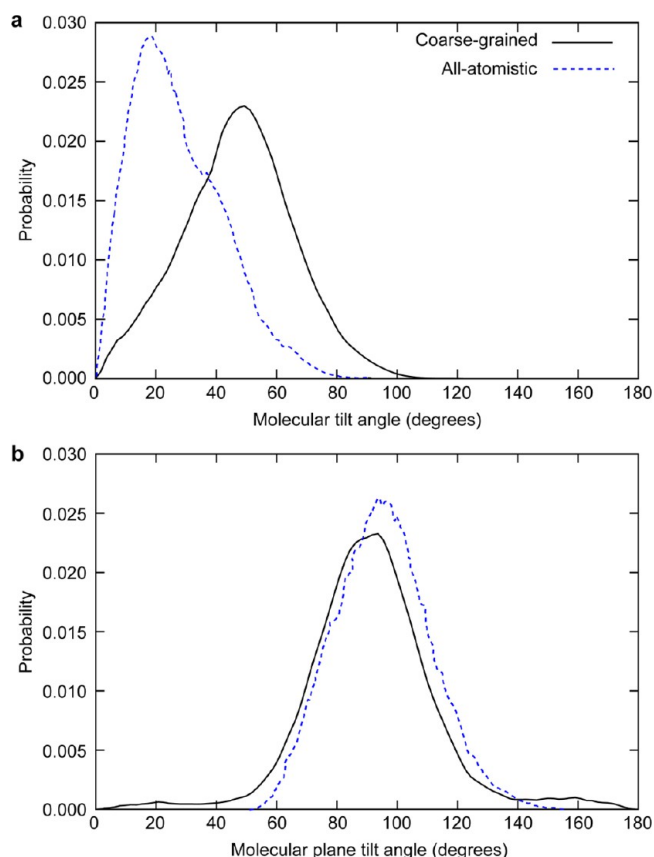 a
0.030
0.025
0.020
0.015
0.010
0.005
0.000
Probability
Coarse-grained
All-atomistic
0 20 40 60 80 100 120 140 160 180
Molecular tilt angle (degrees)
b
0.030
0.025
0.020
0.015
0.010
0.005
0.000
Probability
0 20 40 60 80 100 120 140 160 180
Molecular plane tilt angle (degrees)